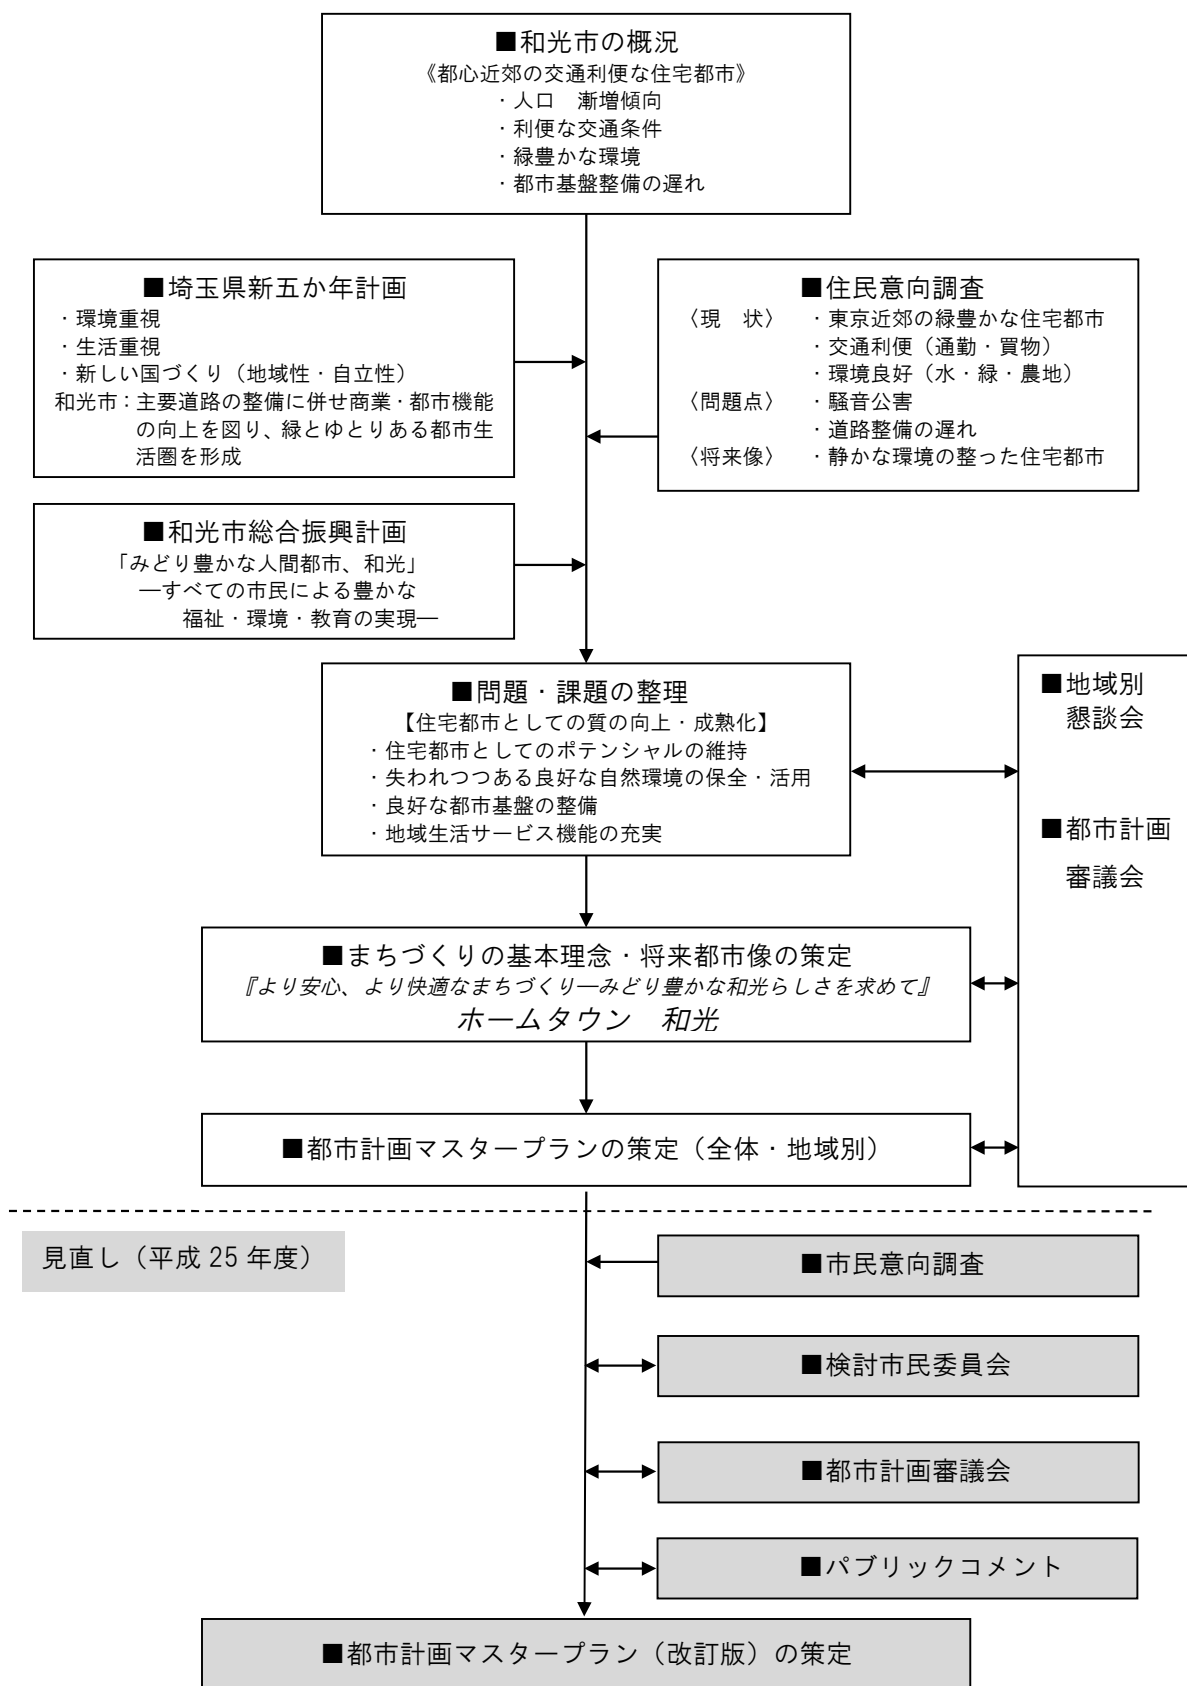 ■和光市の概況
《都心近郊の交通利便な住宅都市》
・人口　漸増傾向
・利便な交通条件
・緑豊かな環境
・都市基盤整備の遅れ
■埼玉県新五か年計画
・環境重視
・生活重視
・新しい国づくり（地域性・自立性）
和光市：主要道路の整備に併せ商業・都市機能
の向上を図り、緑とゆとりある都市生
活圏を形成
■住民意向調査
〈現　状〉　・東京近郊の緑豊かな住宅都市
・交通利便（通勤・買物）
・環境良好（水・緑・農地）
〈問題点〉　・騒音公害
・道路整備の遅れ
〈将来像〉　・静かな環境の整った住宅都市
■和光市総合振興計画
「みどり豊かな人間都市、和光」
―すべての市民による豊かな
福祉・環境・教育の実現―
■問題・課題の整理
【住宅都市としての質の向上・成熟化】
・住宅都市としてのポテンシャルの維持
・失われつつある良好な自然環境の保全・活用
・良好な都市基盤の整備
・地域生活サービス機能の充実
■地域別
懇談会
■都市計画
審議会
■まちづくりの基本理念・将来都市像の策定
『より安心、より快適なまちづくり―みどり豊かな和光らしさを求めて』
ホームタウン　和光
■都市計画マスタープランの策定（全体・地域別）
見直し（平成 25 年度）
■市民意向調査
■検討市民委員会
■都市計画審議会
■パブリックコメント
■都市計画マスタープラン（改訂版）の策定